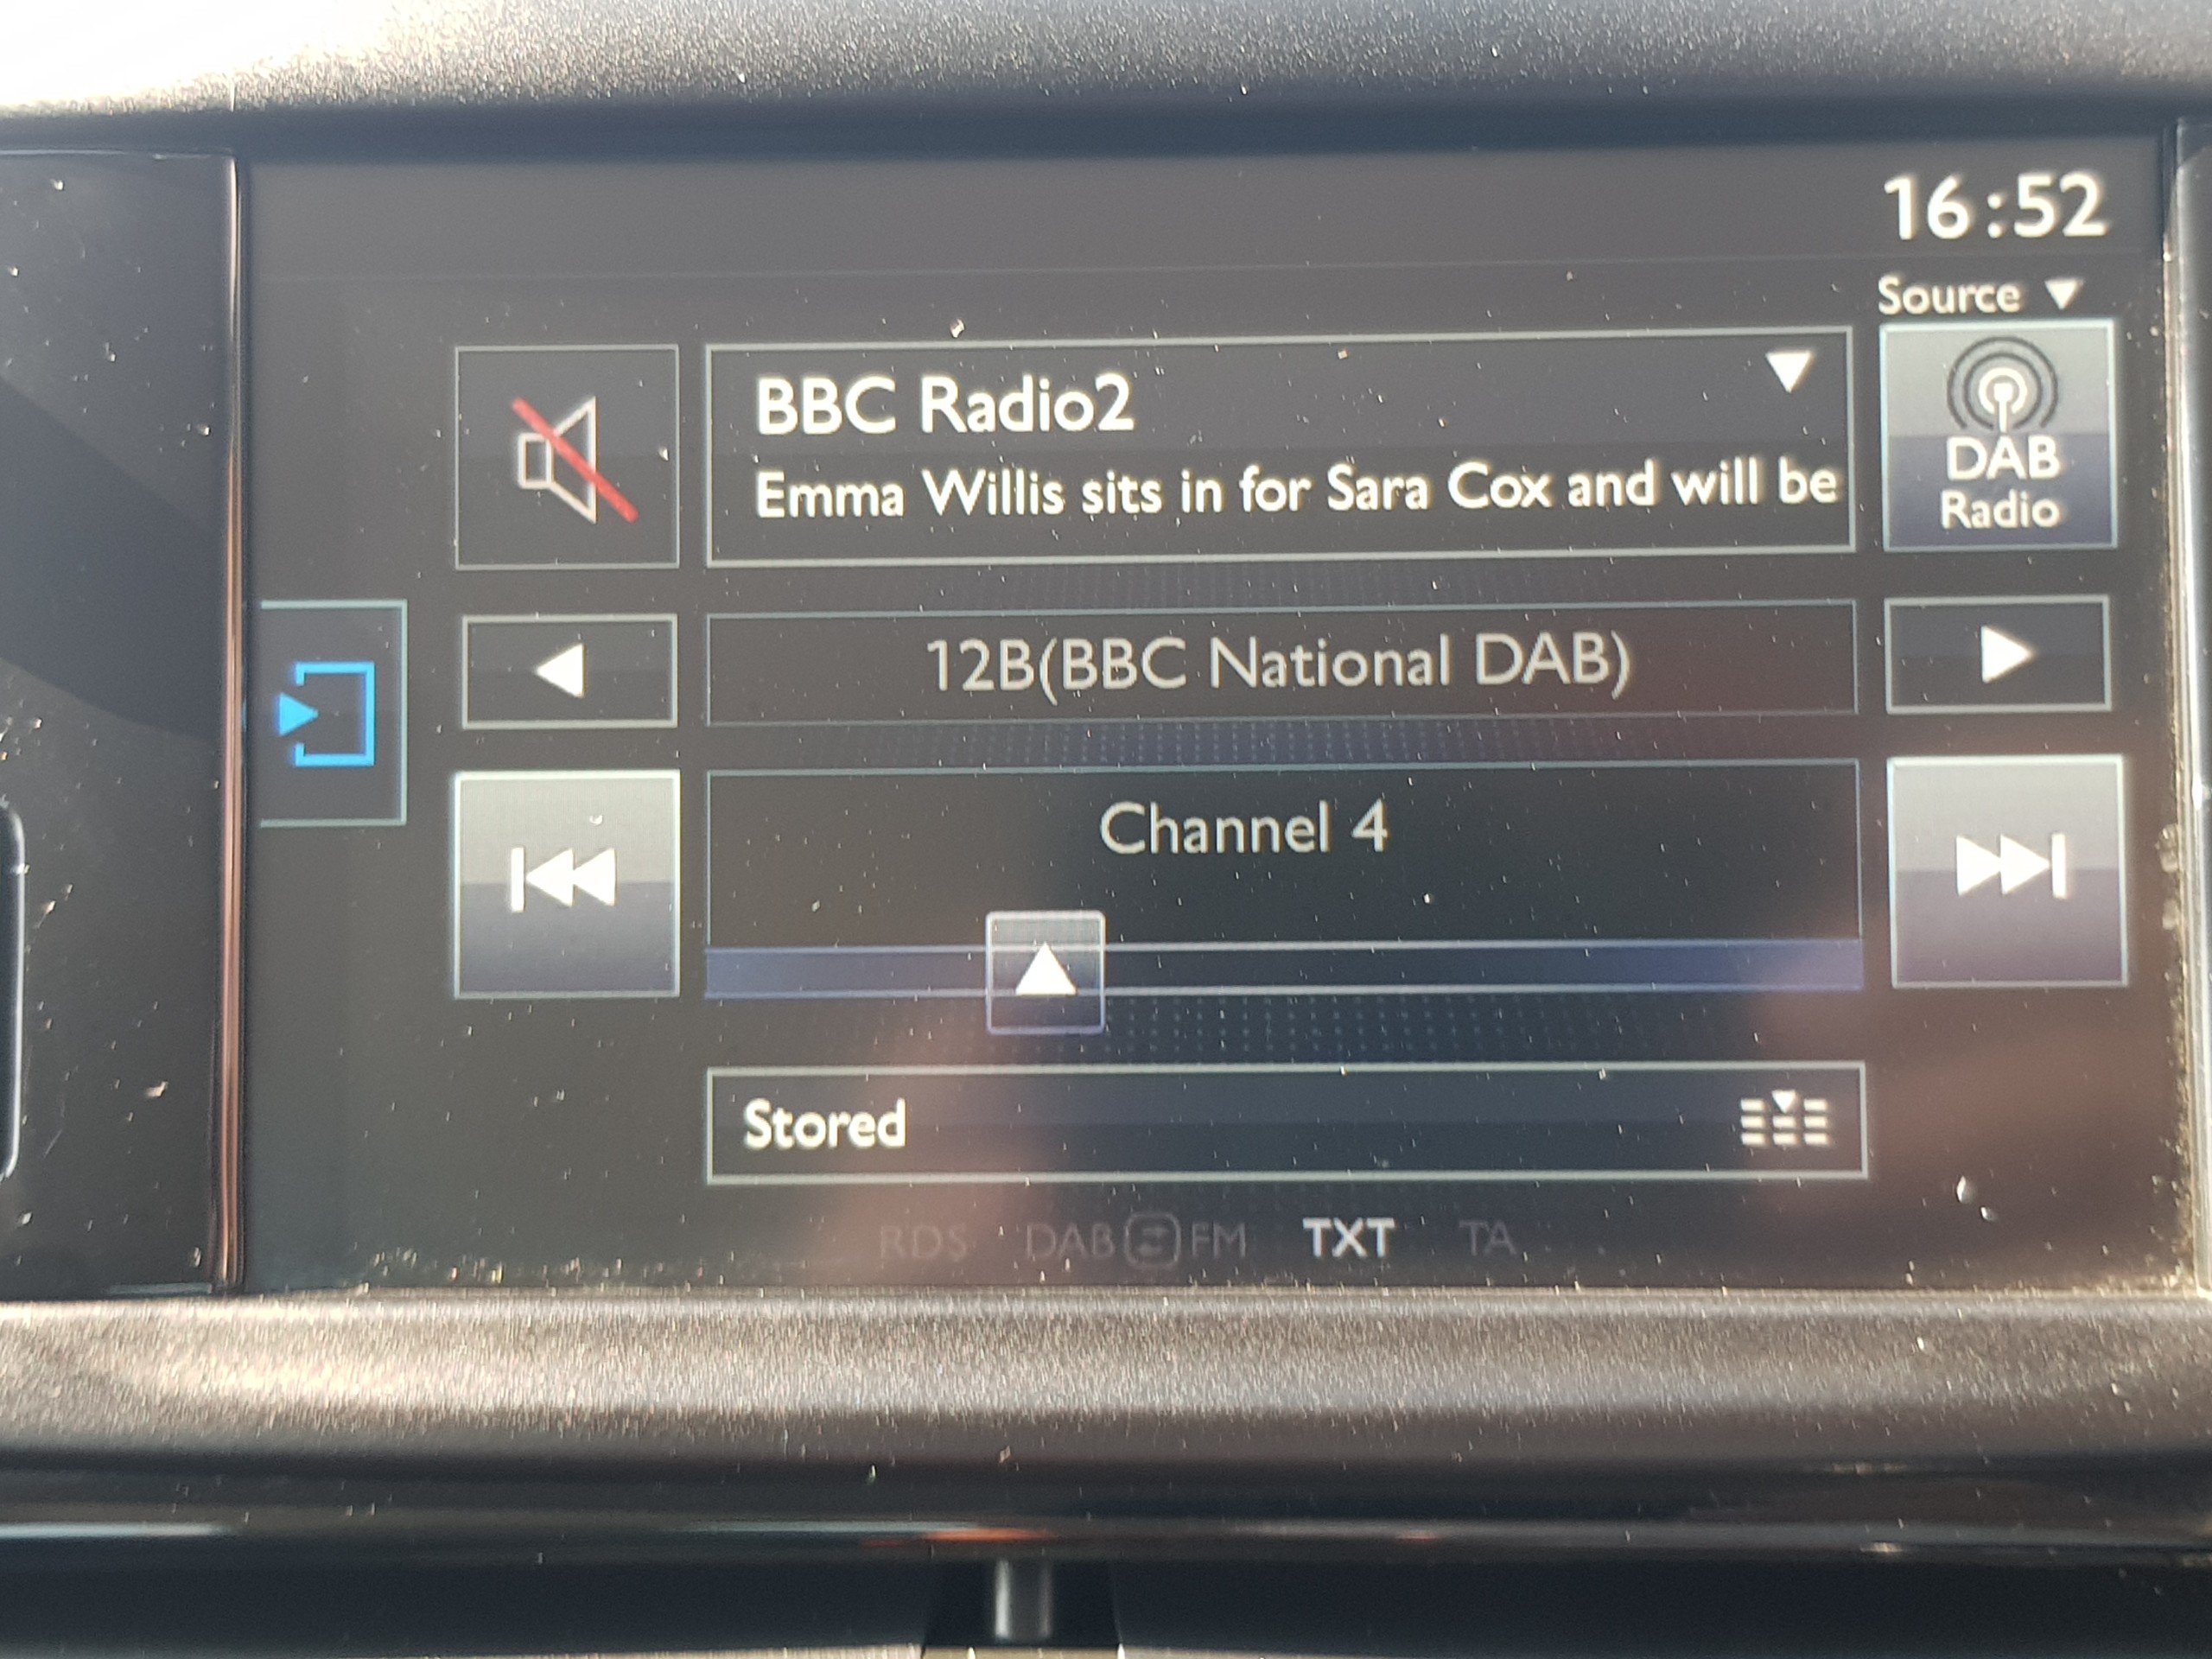 16:52
Source
BBC Radio2
Emma Willis sits in for Sara Cox and will be
DAB
Radio
12B(BBC National DAB)
Channel 4
Stored
RDS DAB FM TXT TA